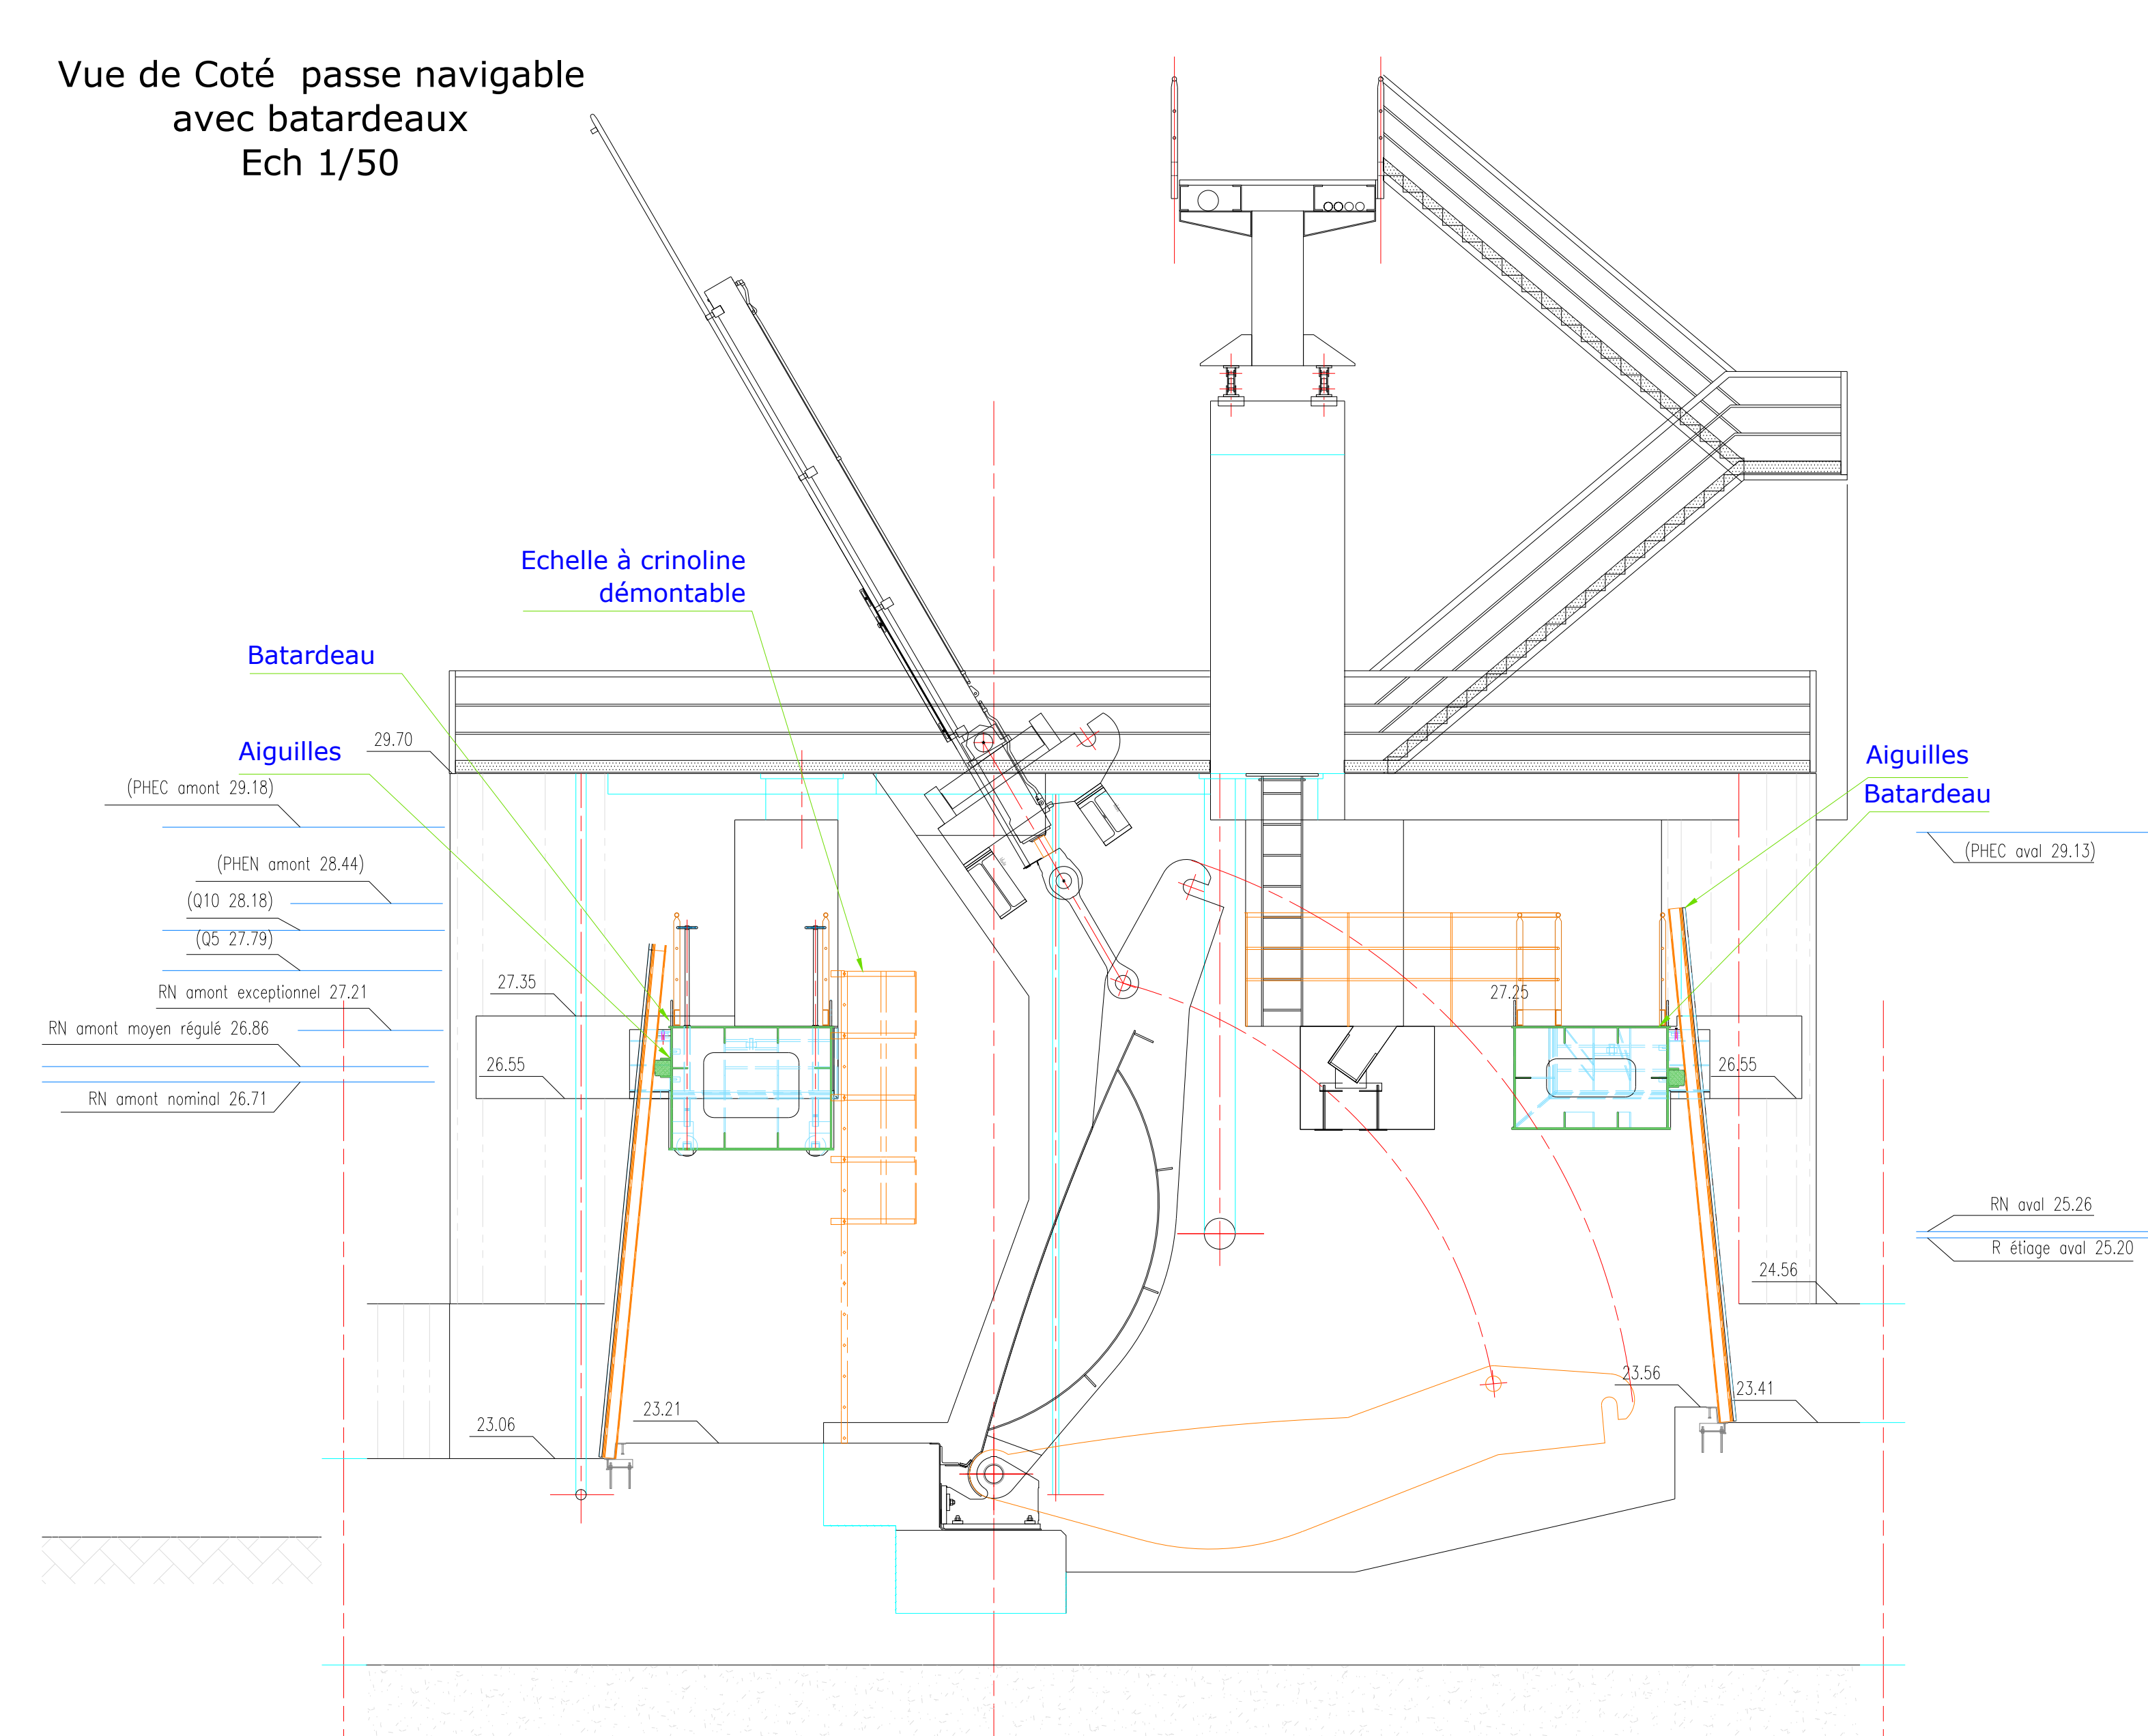 Vue de Coté passe navigable
avec batardeaux
Ech 1/50
Echelle à crinoline
démontable
Batardeau
Aiguilles
29.70
(PHEC amont 29.18)
(PHEN amont 28.44)
(Q10 28.18)
(Q5 27.79)
RN amont exceptionnel 27.21
RN amont moyen régulé 26.86
RN amont nominal 26.71
27.35
26.55
23.06
23.21
Aiguilles
Batardeau
(PHEC aval 29.13)
27.25
26.55
RN aval 25.26
R étiage aval 25.20
24.56
23.56
23.41